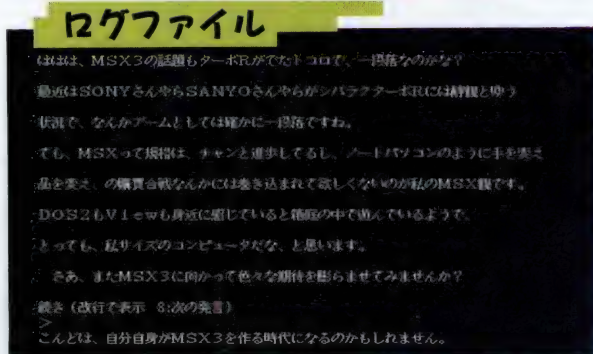 ログファイル
ははは、MSX3の話題もターボRがでたトコロで、一段落なのかな？
最近はSONYさんやらSANYOさんやらがシバラクターボRには静観とゆう
状況で、なんかアームとしては確かに一段落ですね。
でも、MSXって規格は、チャンと進歩してるし、ノートパソコンのように手を変え
品を変え、の購買合戦なんかには巻き込まれて欲しくないのが私のMSX観です。
DOS2もViewも身近に感じていると箱庭の中で遊んでいるようで、
とっても、私サイズのコンピュータだな、と思います。
さあ、またMSX3に向かって色々な期待を膨らませてみませんか？
続き（改行で表示 8:次の発言）
>
こんどは、自分自身がMSX3を作る時代になるのかもしれません。